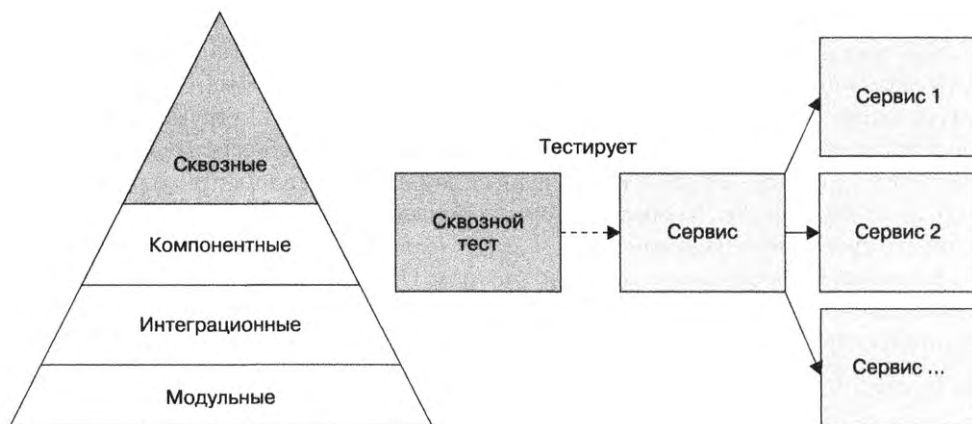 Сквозные
Компонентные
Интеграционные
Модульные
Тестирует
Сквозной
тест
Сервис
Сервис 1
Сервис 2
Сервис ...